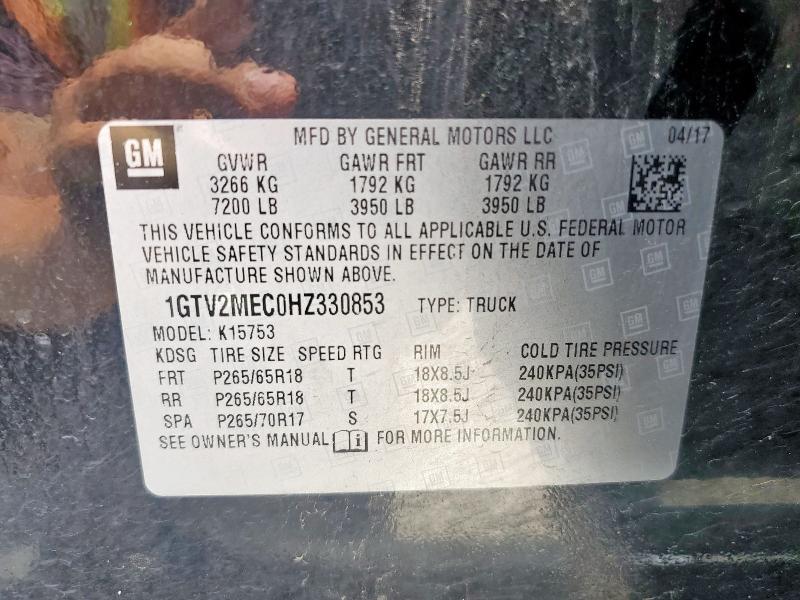 GM
MFD BY GENERAL MOTORS LLC 04/17
GVWR GAWR FRT GAWR RR
3266 KG 1792 KG 1792 KG
7200 LB 3950 LB 3950 LB
THIS VEHICLE CONFORMS TO ALL APPLICABLE U.S. FEDERAL MOTOR
VEHICLE SAFETY STANDARDS IN EFFECT ON THE DATE OF
MANUFACTURE SHOWN ABOVE.
1GTV2MEC0HZ330853 TYPE: TRUCK
MODEL: K15753
KDSG TIRE SIZE SPEED RTG RIM COLD TIRE PRESSURE
FRT P265/65R18 T 18X8.5J 240KPA(35PSI)
RR P265/65R18 T 18X8.5J 240KPA(35PSI)
SPA P265/70R17 S 17X7.5J 240KPA(35PSI)
SEE OWNER'S MANUAL i FOR MORE INFORMATION.